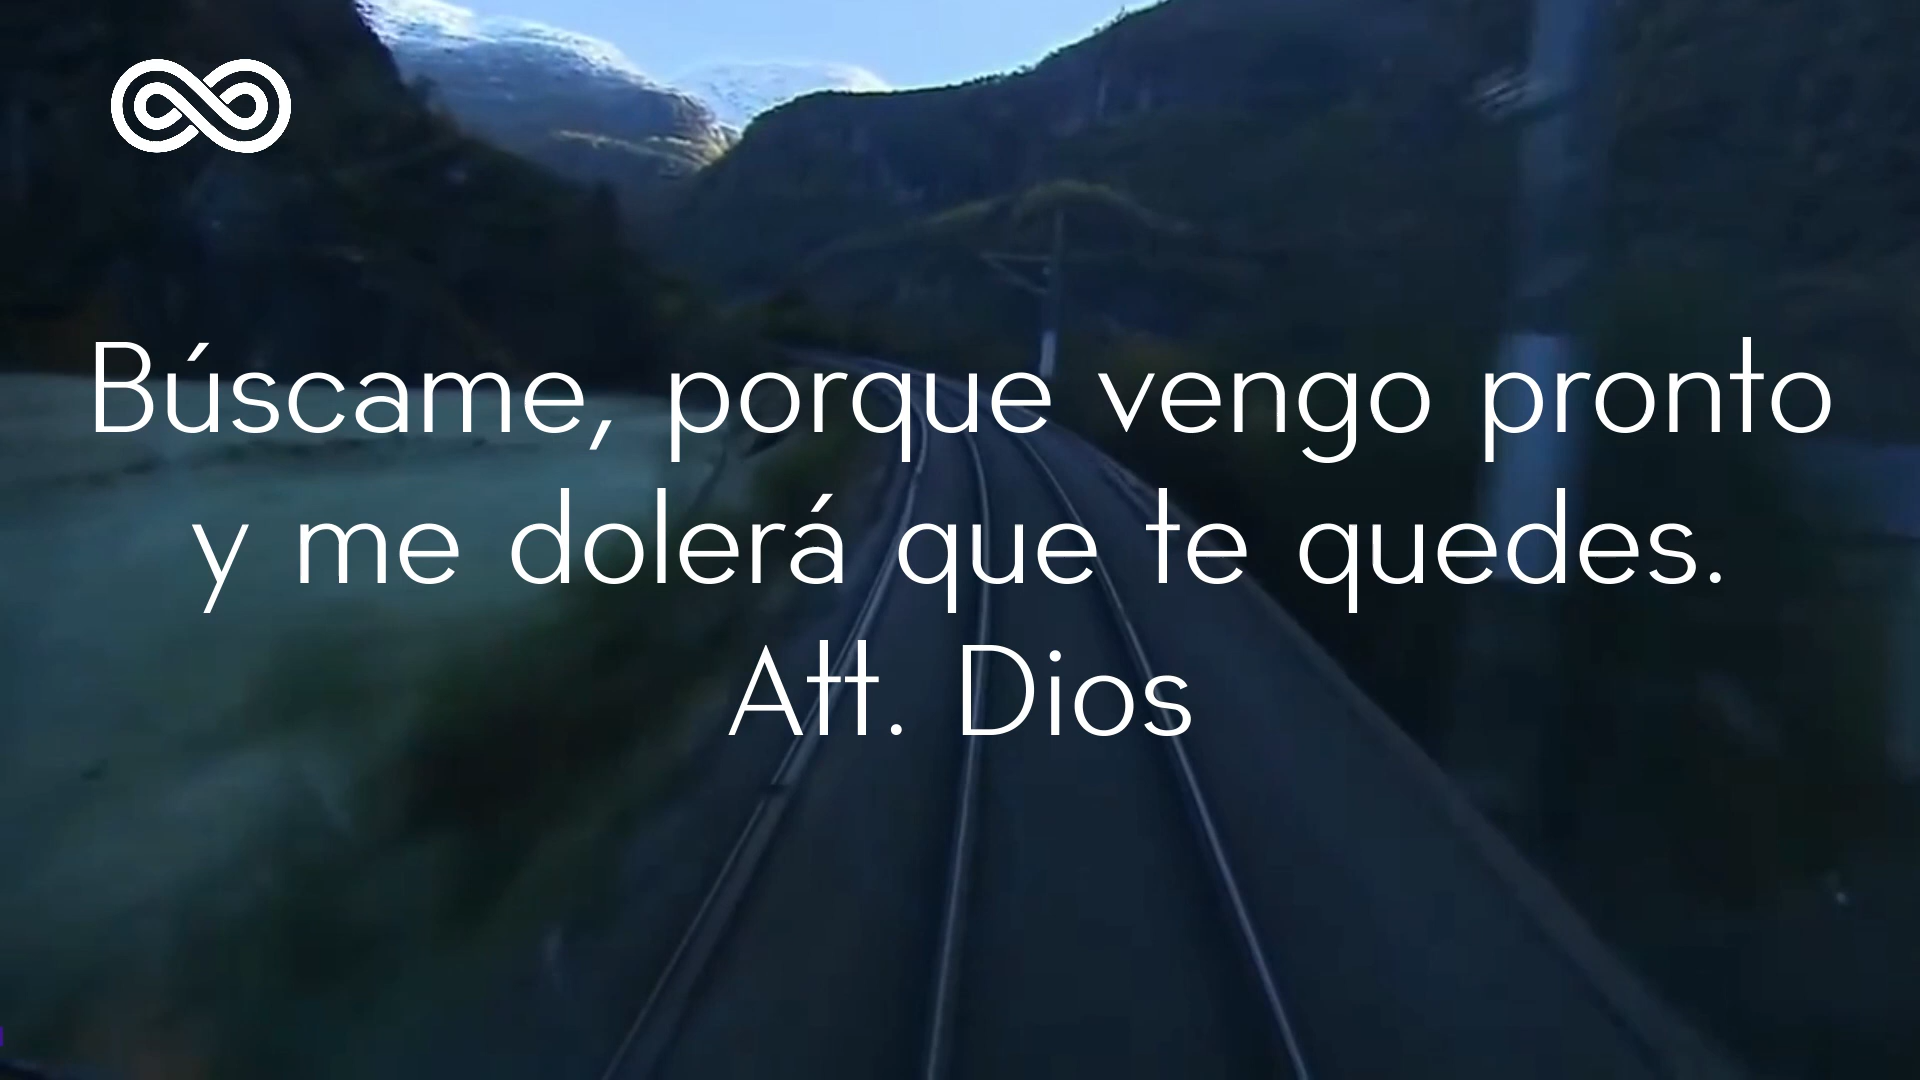 Búscame, porque vengo pronto
y me dolerá que te quedes.
Att. Dios